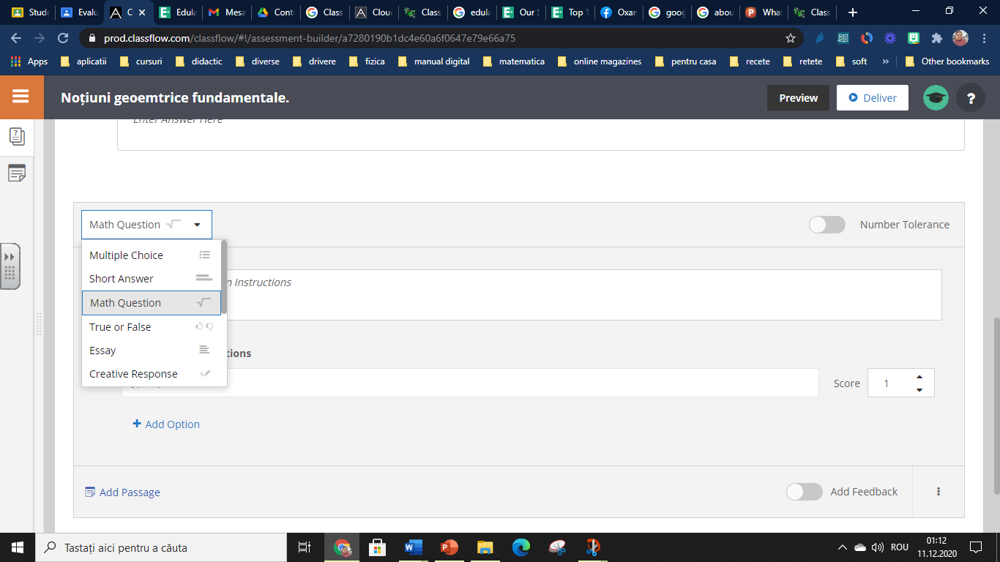 Stude
Evalu
C
Edula
Mesa
Cont
Class
Clou
Class
edula
Our S
Top 1
Oxar
goog
abou
What
Class
prod.classflow.com/classflow/#!/assessment-builder/a7280190b1dc4e60a6f0647e79e66a75
Apps aplicatii cursuri didactic diverse drivere fizica manual digital matematica online magazines pentru casa recete retete soft » Other bookmarks
Noțiuni geoemtrice fundamentale.
Preview
Deliver
?
Enter Answer Here
Math Question
Number Tolerance
Multiple Choice
Short Answer
n Instructions
Math Question
True or False
Essay
tions
Creative Response
Score 1
+ Add Option
Add Passage
Add Feedback
Tastați aici pentru a căuta
ROU
01:12
11.12.2020